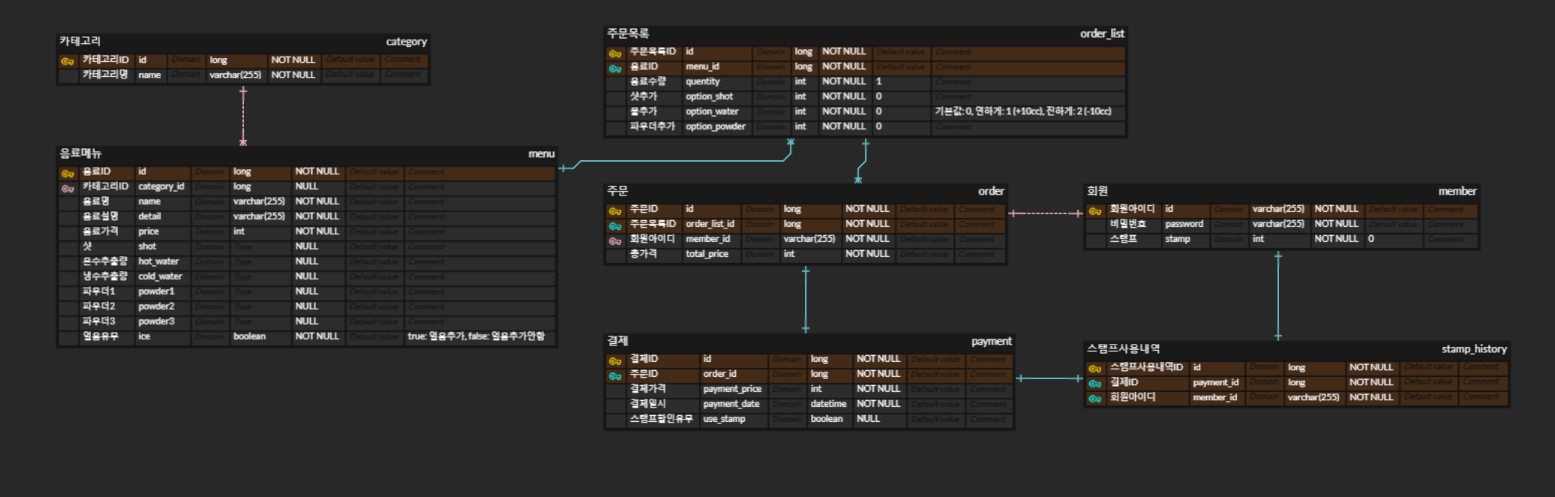 카테고리 category
카테고리ID id Domain long NOT NULL Default value Comment
카테고리명 name Domain varchar(255) NOT NULL Default value Comment
음료메뉴 menu
음료ID id Domain long NOT NULL Default value Comment
카테고리ID category_id Domain long NULL Default value Comment
음료명 name Domain varchar(255) NOT NULL Default value Comment
음료설명 detail Domain varchar(255) NOT NULL Default value Comment
음료가격 price Domain int NOT NULL Default value Comment
샷 shot Domain Type NULL Default value Comment
온수추출량 hot_water Domain Type NULL Default value Comment
냉수추출량 cold_water Domain Type NULL Default value Comment
파우더1 powder1 Domain Type NULL Default value Comment
파우더2 powder2 Domain Type NULL Default value Comment
파우더3 powder3 Domain Type NULL Default value Comment
얼음유무 ice Domain boolean NOT NULL Default value true: 얼음추가, false: 얼음추가안함
주문목록 order_list
주문목록ID id Domain long NOT NULL Default value Comment
음료ID menu_id Domain long NOT NULL Default value Comment
음료수량 quentity Domain int NOT NULL 1 Comment
샷추가 option_shot Domain int NOT NULL 0 Comment
물추가 option_water Domain int NOT NULL 0 기본값: 0, 연하게: 1 (+10cc), 진하게: 2 (-10cc)
파우더추가 option_powder Domain int NOT NULL 0 Comment
주문 order
주문ID id Domain long NOT NULL Default value Comment
주문목록ID order_list_id Domain long NOT NULL Default value Comment
회원아이디 member_id Domain varchar(255) NOT NULL Default value Comment
총가격 total_price Domain int NOT NULL Default value Comment
회원 member
회원아이디 id Domain varchar(255) NOT NULL Default value Comment
비밀번호 password Domain varchar(255) NOT NULL Default value Comment
스탬프 stamp Domain int NOT NULL 0 Comment
결제 payment
결제ID id Domain long NOT NULL Default value Comment
주문ID order_id Domain long NOT NULL Default value Comment
결제가격 payment_price Domain int NOT NULL Default value Comment
결제일시 payment_date Domain datetime NOT NULL Default value Comment
스탬프할인유무 use_stamp Domain boolean NULL Default value Comment
스탬프사용내역 stamp_history
스탬프사용내역ID id Domain long NOT NULL Default value Comment
결제ID payment_id Domain long NOT NULL Default value Comment
회원아이디 member_id Domain varchar(255) NOT NULL Default value Comment